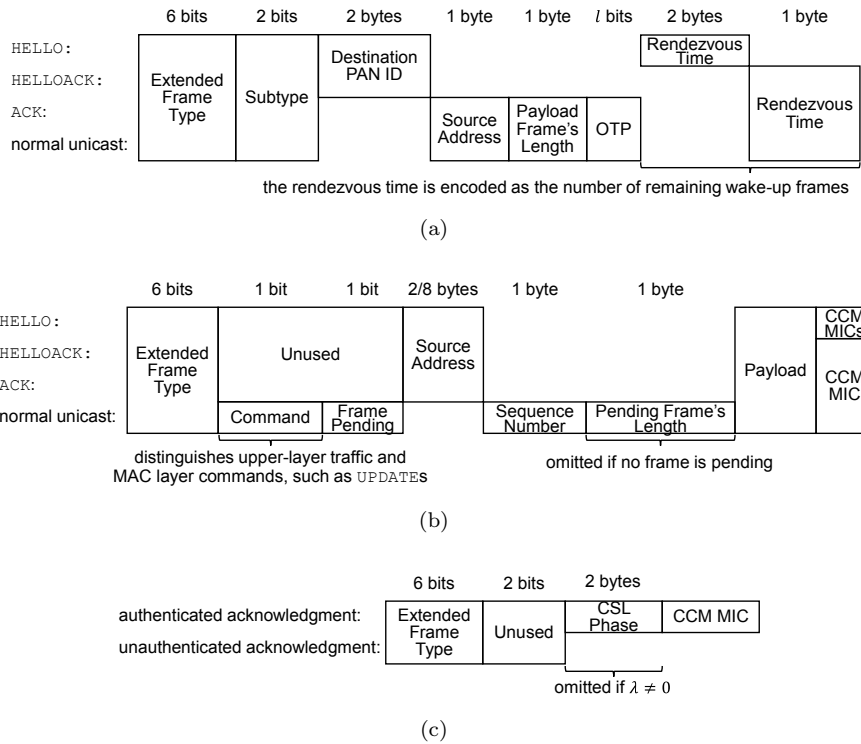 6 bits 2 bits 2 bytes 1 byte 1 byte l bits 2 bytes 1 byte
HELLO:
HELLOACK:
ACK:
normal unicast:
Extended
Frame
Type
Subtype
Destination
PAN ID
Source
Address
Payload
Frame's
Length
OTP
Rendezvous
Time
Rendezvous
Time
the rendezvous time is encoded as the number of remaining wake-up frames
(a)
6 bits 1 bit 1 bit 2/8 bytes 1 byte 1 byte
HELLO:
HELLOACK:
ACK:
normal unicast:
Extended
Frame
Type
Unused
Command
Frame
Pending
Source
Address
Sequence
Number
Pending Frame's
Length
Payload
CCM
MICs
CCM
MIC
distinguishes upper-layer traffic and
MAC layer commands, such as UPDATEs
omitted if no frame is pending
(b)
6 bits 2 bits 2 bytes
authenticated acknowledgment:
unauthenticated acknowledgment:
Extended
Frame
Type
Unused
CSL
Phase
CCM MIC
omitted if λ ≠ 0
(c)